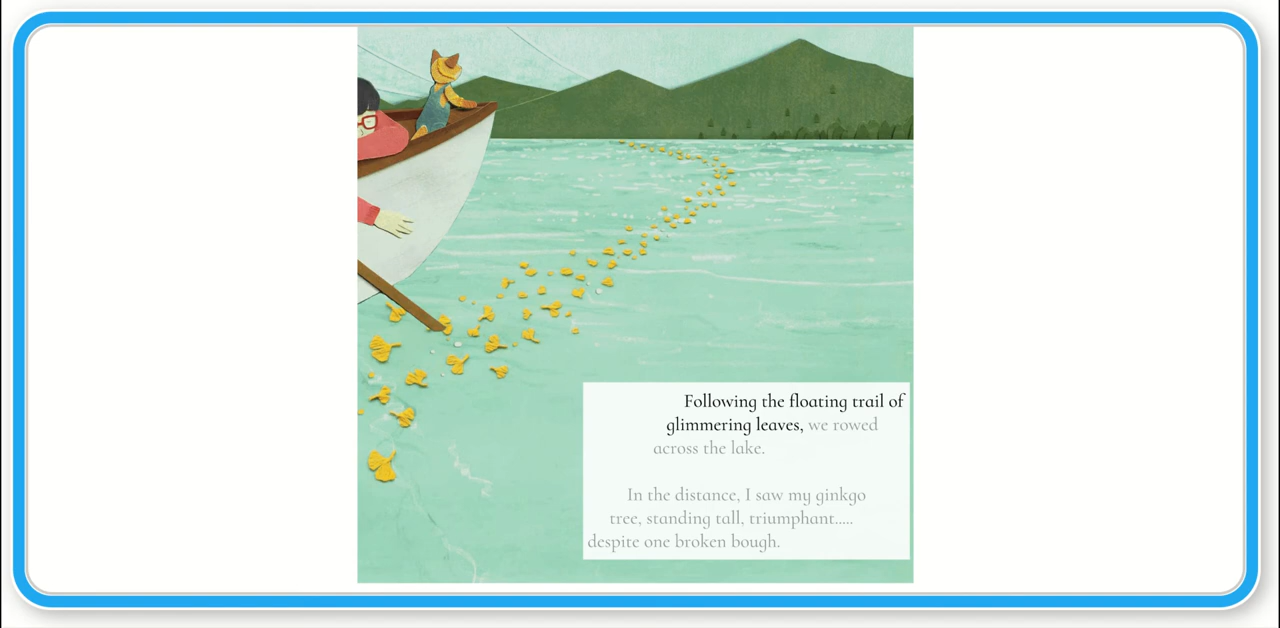 Following the floating trail of
glimmering leaves, we rowed
across the lake.
In the distance, I saw my ginkgo
tree, standing tall, triumphant.....
despite one broken bough.